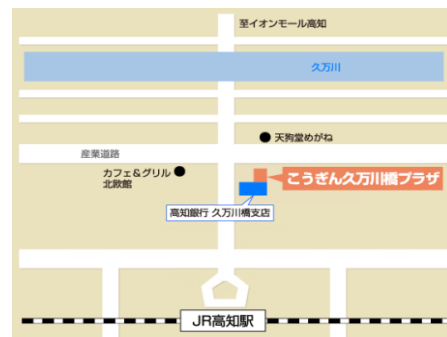 至イオンモール高知
久万川
天狗堂めがね
産業道路
カフェ&グリル
北欧館
こうぎん久万川橋プラザ
高知銀行 久万川橋支店
JR高知駅